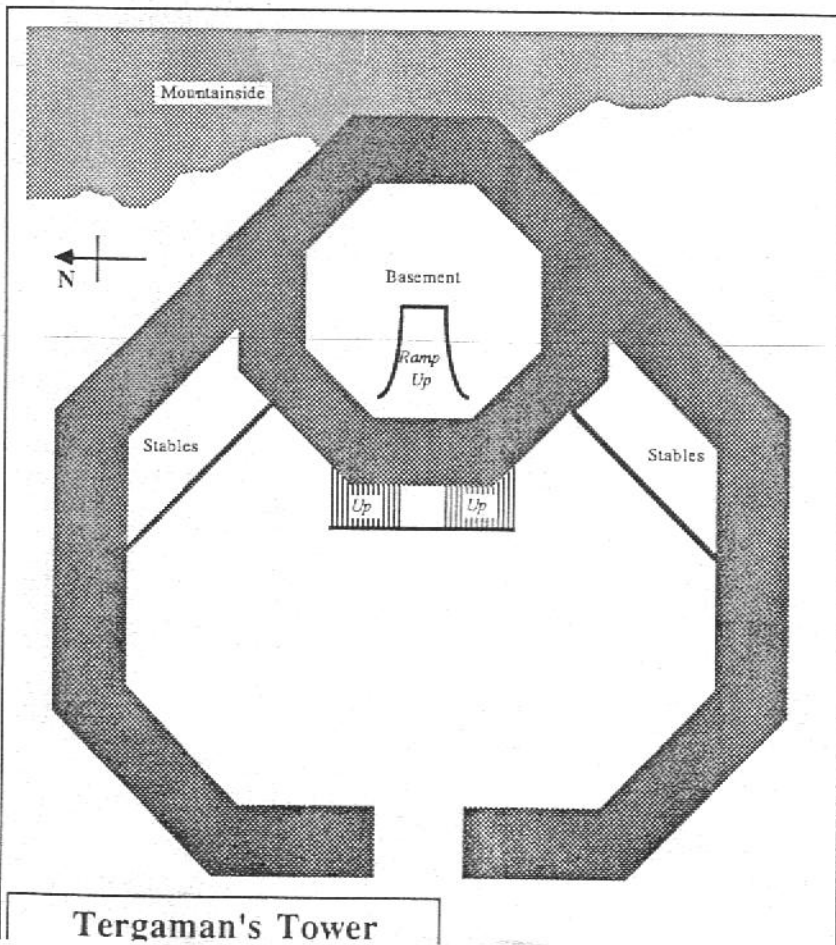 Mountainside
N
Basement
Ramp
Up
Stables
Stables
Up
Up
Tergaman's Tower